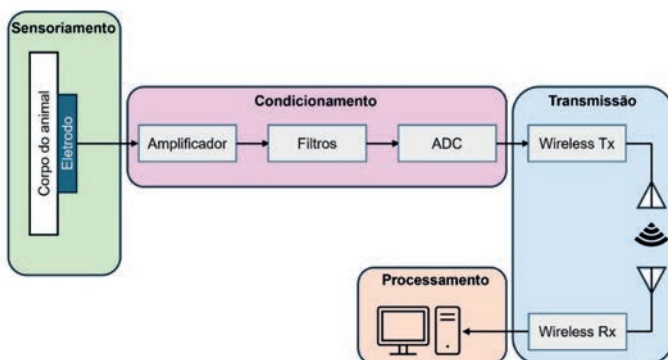 Sensoriamento
Corpo do animal
Eletrodo
Condicionamento
Amplificador
Filtros
ADC
Transmissão
Wireless Tx
Processamento
Wireless Rx